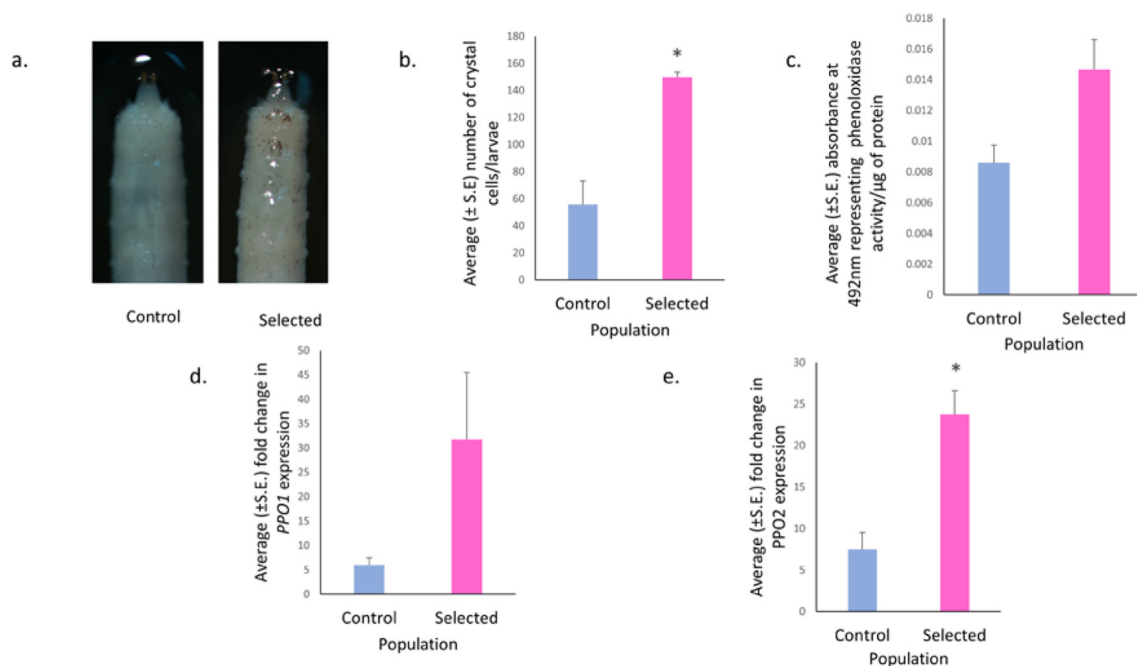 a.
Control
Selected
b.
Average (± S.E) number of crystal
cells/larvae
180
160
140
120
100
80
60
40
20
0
*
Control
Selected
Population
c.
Average (±S.E.) absorbance at
492nm representing phenoloxidase
activity/µg of protein
0.018
0.016
0.014
0.012
0.01
0.008
0.006
0.004
0.002
0
Control
Selected
Population
d.
Average (±S.E.) fold change in
PPO1 expression
50
45
40
35
30
25
20
15
10
5
0
Control
Selected
Population
e.
Average (±S.E.) fold change in
PPO2 expression
30
25
20
15
10
5
0
*
Control
Selected
Population